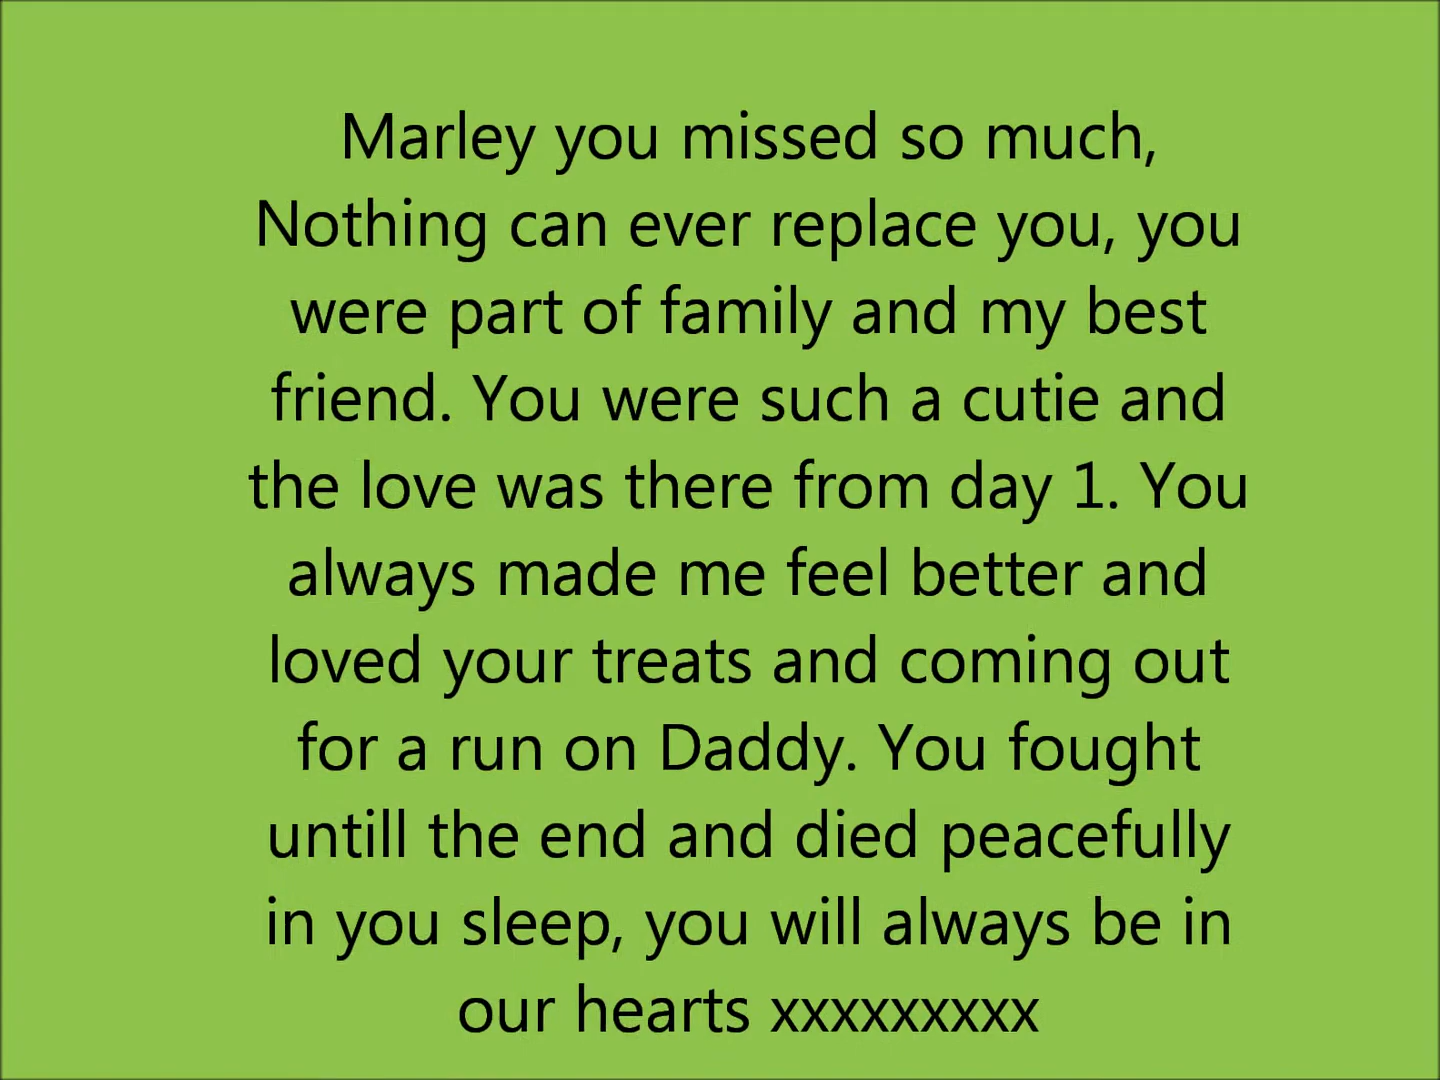 Marley you missed so much,
Nothing can ever replace you, you
were part of family and my best
friend. You were such a cutie and
the love was there from day 1. You
always made me feel better and
loved your treats and coming out
for a run on Daddy. You fought
untill the end and died peacefully
in you sleep, you will always be in
our hearts xxxxxxxxx